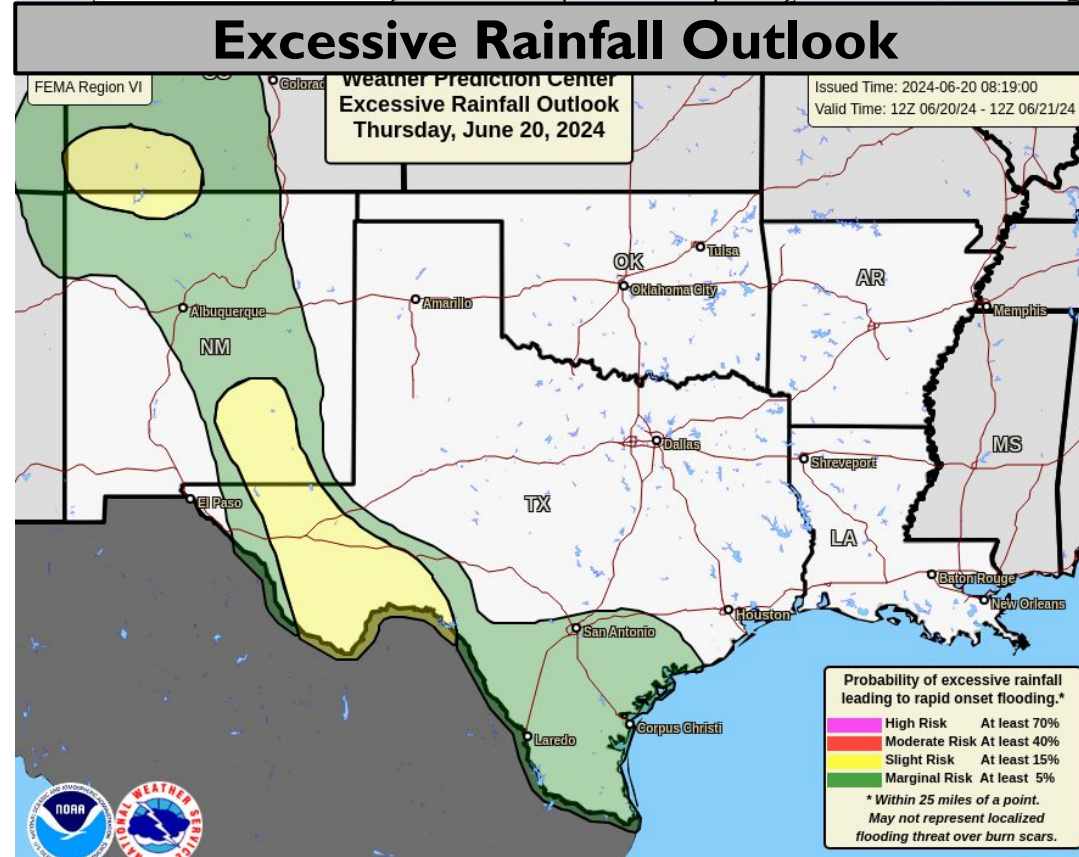 Excessive Rainfall Outlook
FEMA Region VI
Weather Prediction Center
Excessive Rainfall Outlook
Thursday, June 20, 2024
Issued Time: 2024-06-20 08:19:00
Valid Time: 12Z 06/20/24 - 12Z 06/21/24
Colorad
Tulsa
OK
Oklahoma City
AR
Amarillo
Albuquerque
Memphis
NM
Dallas
MS
Shreveport
El Paso
TX
LA
Baton Rouge
New Orleans
Houston
San Antonio
Corpus Christi
Laredo
Probability of excessive rainfall
leading to rapid onset flooding.*
High Risk At least 70%
Moderate Risk At least 40%
Slight Risk At least 15%
Marginal Risk At least 5%
* Within 25 miles of a point.
May not represent localized
flooding threat over burn scars.
NOAA
NATIONAL WEATHER SERVICE